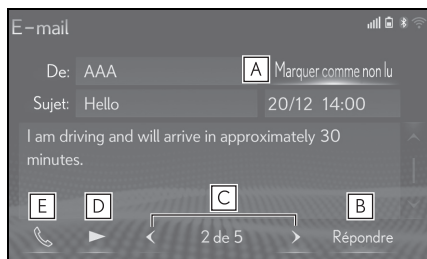 E-mail
De: AAA
A Marquer comme non lu
Sujet: Hello
20/12 14:00
I am driving and will arrive in approximately 30
minutes.
E D C B
2 de 5 Répondre